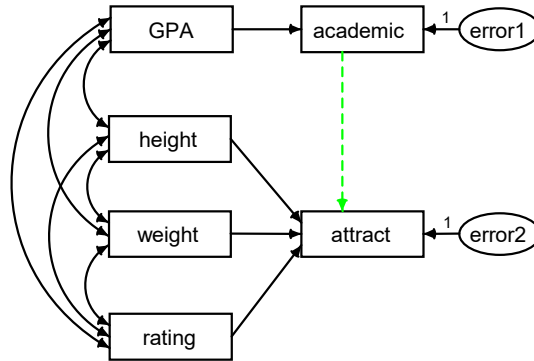 GPA
academic
1
error1
height
weight
attract
1
error2
rating